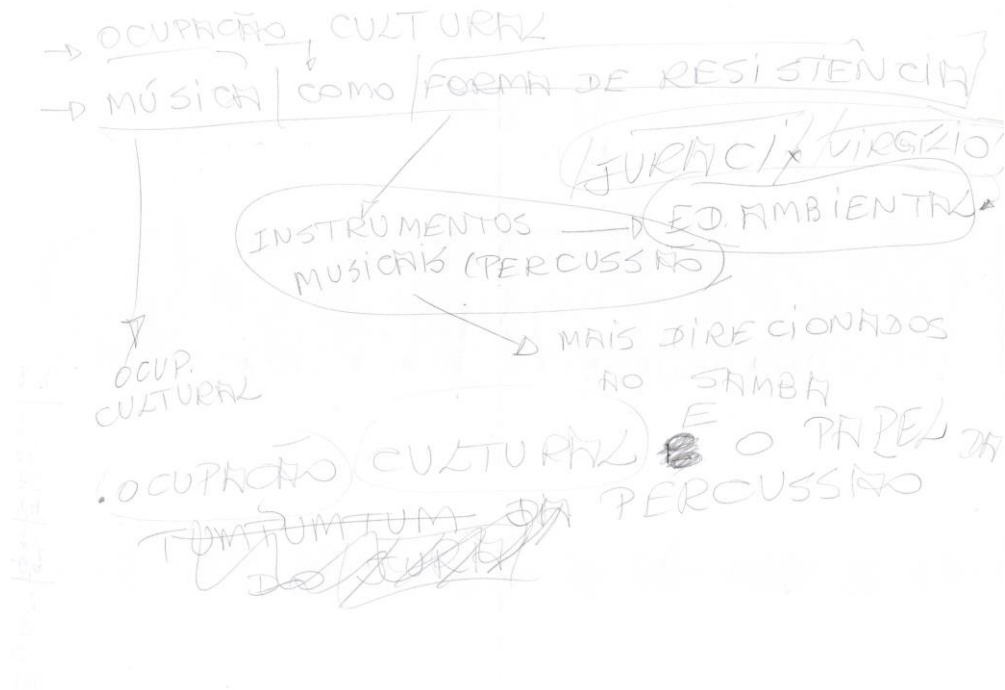 → OCUPAÇÃO CULTURAL
→ MÚSICA | COMO | FORMA DE RESISTÊNCIA
JURACI x VIRGÍLIO
INSTRUMENTOS → ED. AMBIENTAL
MUSICAIS (PERCUSSÃO)
MAIS DIRECIONADOS
AO SAMBA
OCUP.
CULTURAL
. OCUPAÇÃO CULTURAL E O PAPEL DA
TUMTUMTUM DA PERCUSSÃO
DO